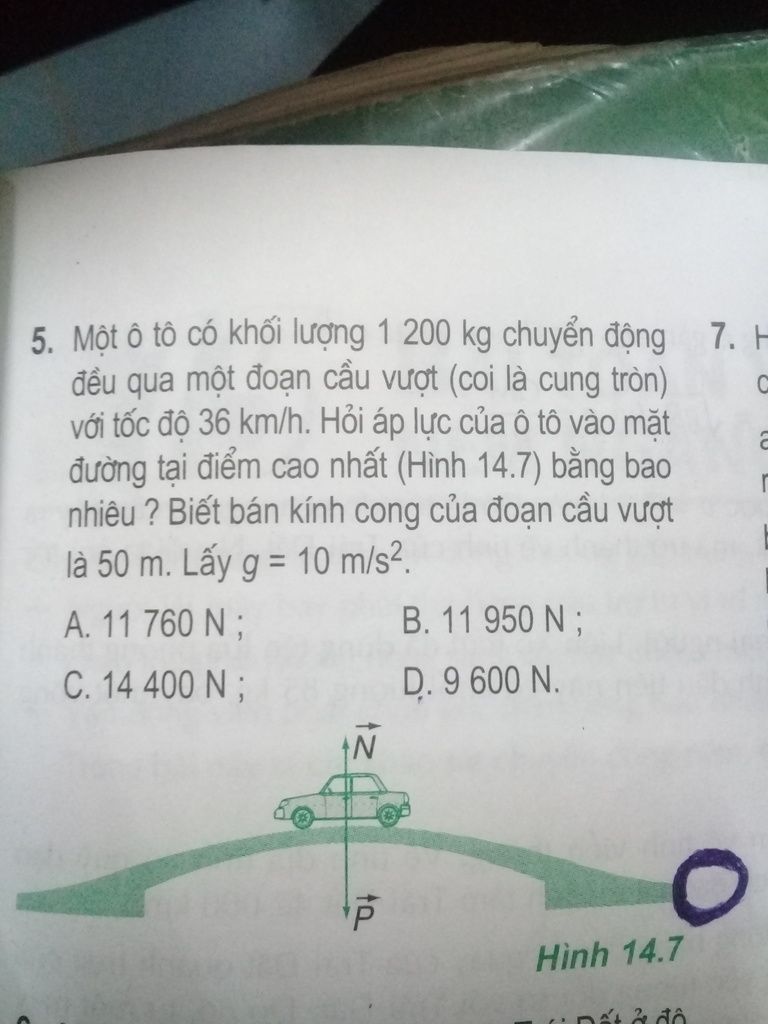 5. Một ô tô có khối lượng 1 200 kg chuyển động
đều qua một đoạn cầu vượt (coi là cung tròn)
với tốc độ 36 km/h. Hỏi áp lực của ô tô vào mặt
đường tại điểm cao nhất (Hình 14.7) bằng bao
nhiêu ? Biết bán kính cong của đoạn cầu vượt
là 50 m. Lấy g = 10 m/s².
A. 11 760 N ; B. 11 950 N ;
C. 14 400 N ; D. 9 600 N.
N
P
Hình 14.7
7.
Trái Đất ở độ